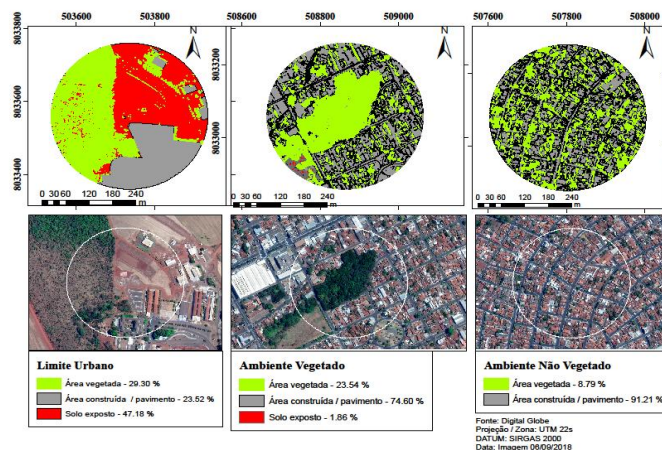 503600 503800
508600 508800 509000
507600 507800 508000
8033800
8033600
8033400
8033200
8033000
N
N
N
0 30 60 120 180 240
m
0 30 60 120 180 240
m
0 30 60 120 180 240
m
Limite Urbano
Área vegetada - 29.30 %
Área construída / pavimento - 23.52 %
Solo exposto - 47.18 %
Ambiente Vegetado
Área vegetada - 23.54 %
Área construída / pavimento - 74.60 %
Solo exposto - 1.86 %
Ambiente Não Vegetado
Área vegetada - 8.79 %
Área construída / pavimento - 91.21 %
Fonte: Digital Globe
Projeção / Zona: UTM 22s
DATUM: SIRGAS 2000
Data: Imagem 06/09/2018